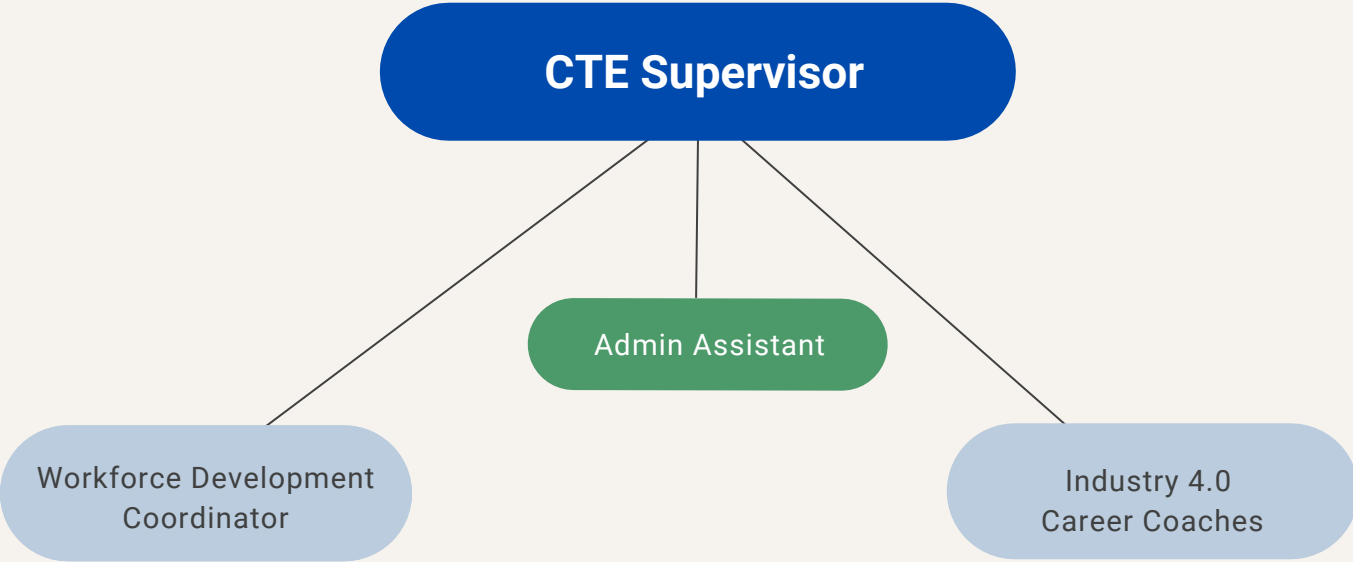 CTE Supervisor
Admin Assistant
Workforce Development
Coordinator
Industry 4.0
Career Coaches